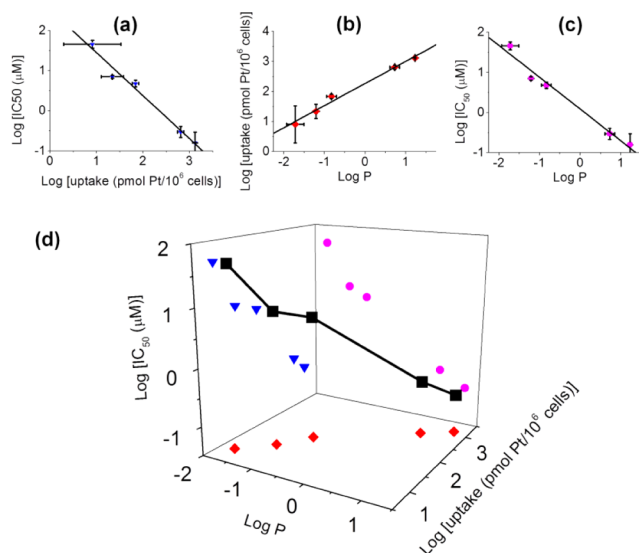 (a)
Log [IC50 (μM)]
2
1
0
-1
0
1
2
3
Log [uptake (pmol Pt/10⁶ cells)]
(b)
Log [uptake (pmol Pt/10⁶ cells)]
4
3
2
1
0
-2
-1
0
1
Log P
(c)
Log [IC₅₀ (μM)]
2
1
0
-1
-2
-1
0
1
Log P
(d)
Log [IC₅₀ (μM)]
2
1
0
-1
-2
-1
0
1
Log P
1
2
3
Log [uptake (pmol Pt/10⁶ cells)]